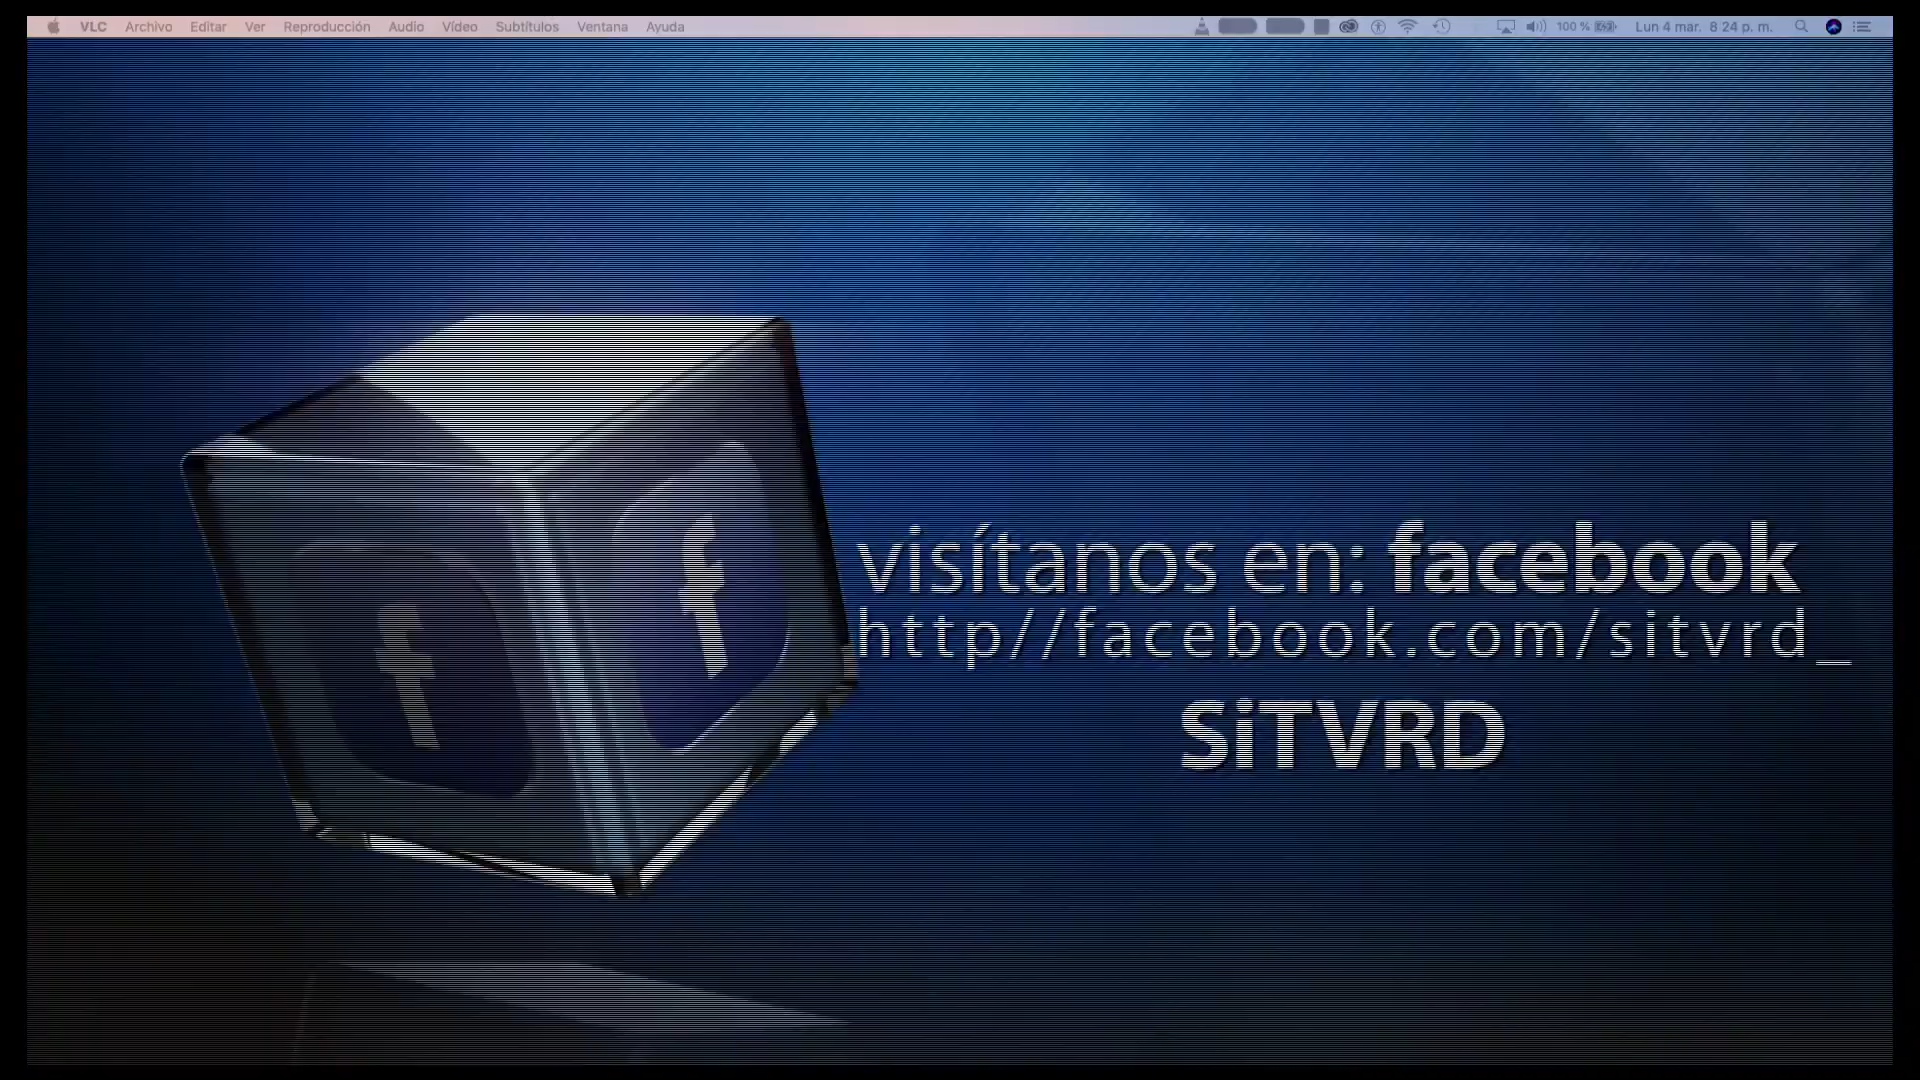 VLC Archivo Editar Ver Reproducción Audio Vídeo Subtítulos Ventana Ayuda 100 % Lun 4 mar. 8:24 p. m.
visítanos en: facebook
http//facebook.com/sitvrd_
SiTVRD
f f